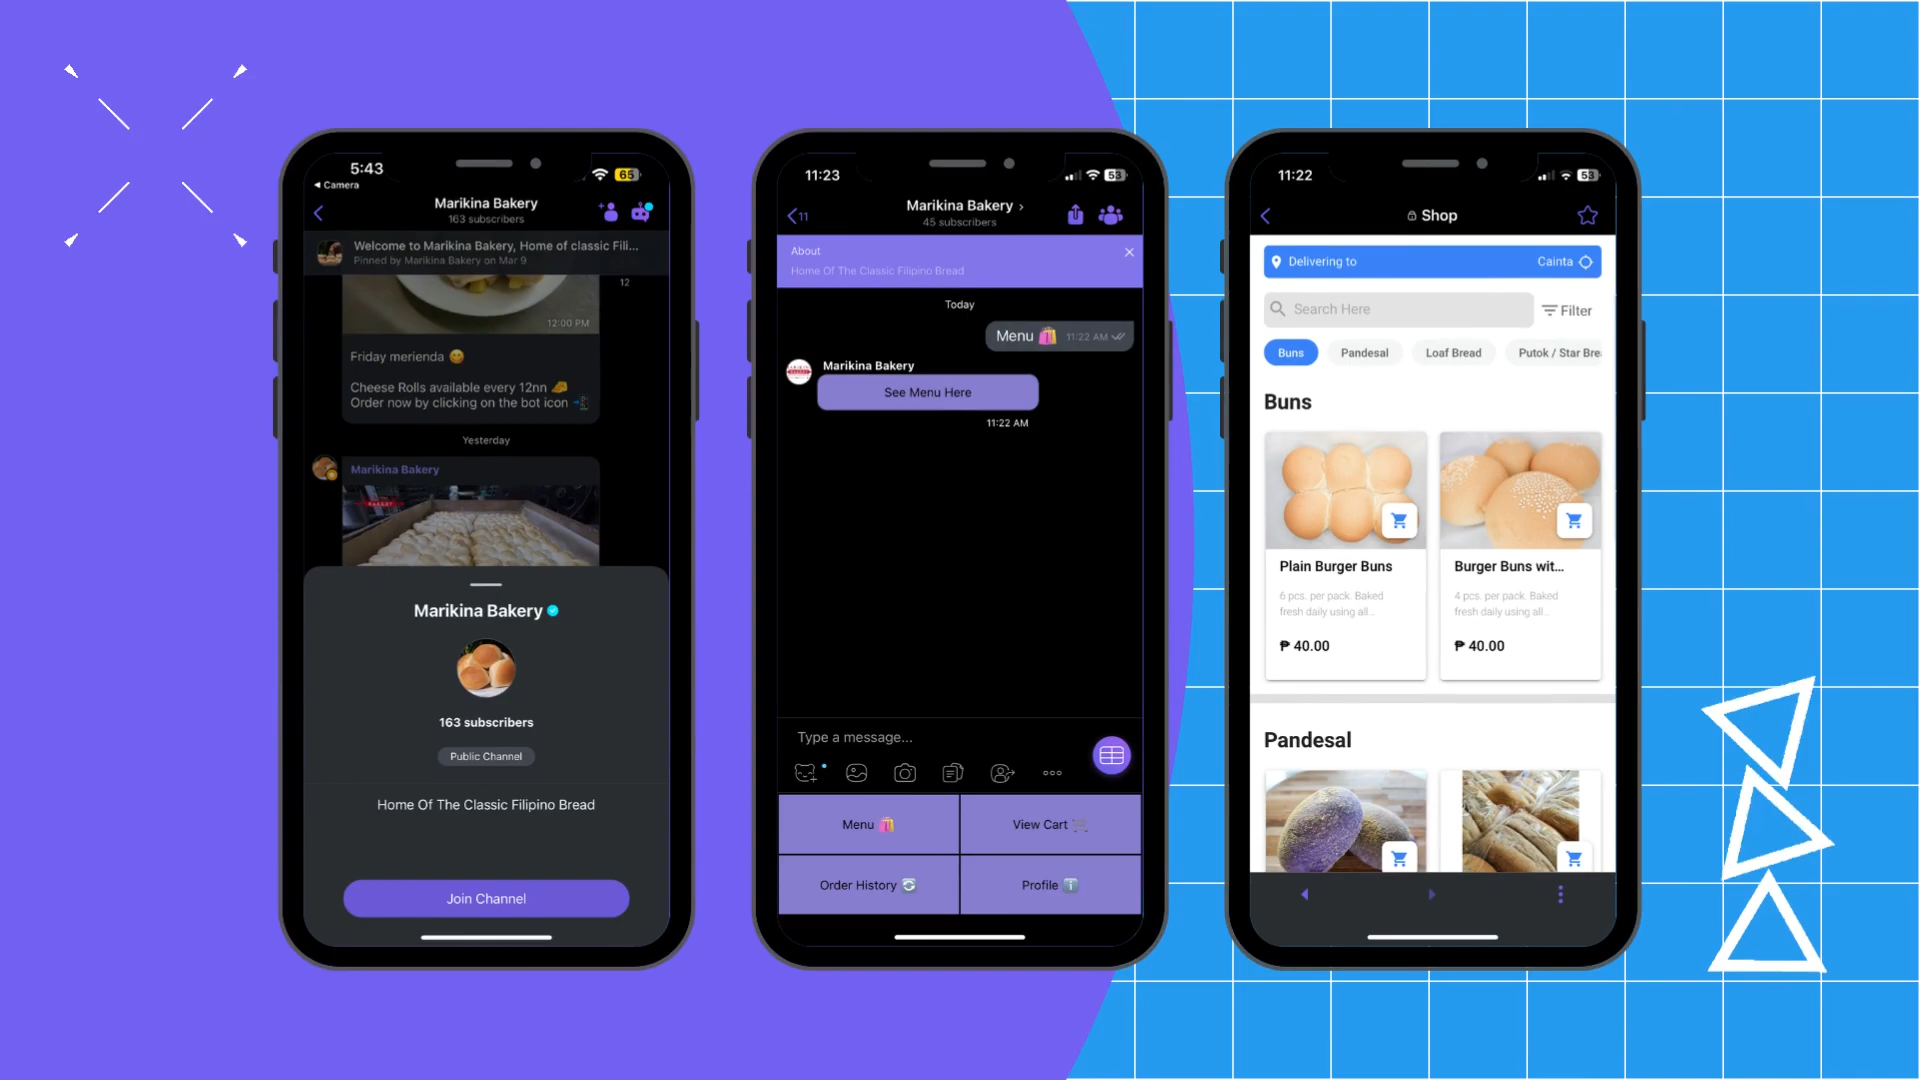 5:43
65
◂ Camera
Marikina Bakery
163 subscribers
Welcome to Marikina Bakery, Home of classic Fili...
Pinned by Marikina Bakery on Mar 9
12
12:00 PM
Friday merienda 😋
Cheese Rolls available every 12nn 🧀
Order now by clicking on the bot icon 📲
Yesterday
Marikina Bakery
BAKERY
Marikina Bakery
163 subscribers
Public Channel
Home Of The Classic Filipino Bread
Join Channel
11:23
53
11
Marikina Bakery ›
45 subscribers
About
Home Of The Classic Filipino Bread
Today
Menu 🛍️ 11:22 AM
Marikina Bakery
See Menu Here
11:22 AM
Type a message...
Menu 🛍️
View Cart 🛒
Order History 🔄
Profile ℹ️
11:22
53
Shop
Delivering to
Cainta
Search Here
Filter
Buns
Pandesal
Loaf Bread
Putok / Star Bre
Buns
Plain Burger Buns
6 pcs. per pack. Baked
fresh daily using all...
₱ 40.00
Burger Buns wit...
4 pcs. per pack. Baked
fresh daily using all...
₱ 40.00
Pandesal